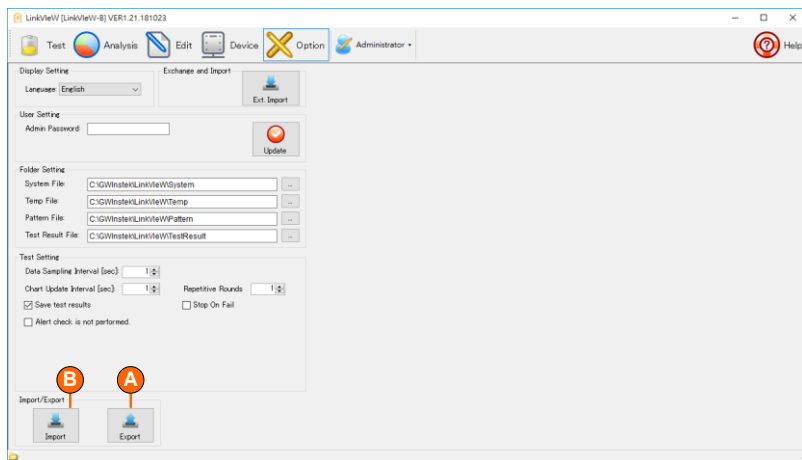 LinkVIeW [LinkVIeW-B] VER1.21.181023
Test Analysis Edit Device Option Administrator Help
Display Setting
Language: English
Exchange and Import
Ext. Import
User Setting
Admin Password:
Update
Folder Setting
System File: C:\GWInstek\LinkVIeW\System ...
Temp File: C:\GWInstek\LinkVIeW\Temp ...
Pattern File: C:\GWInstek\LinkVIeW\Pattern ...
Test Result File: C:\GWInstek\LinkVIeW\TestResult ...
Test Setting
Data Sampling Interval [sec]: 1
Chart Update Interval [sec]: 1 Repetitive Rounds 1
Save test results Stop On Fail
Alert check is not performed.
B A
Import/Export
Import Export